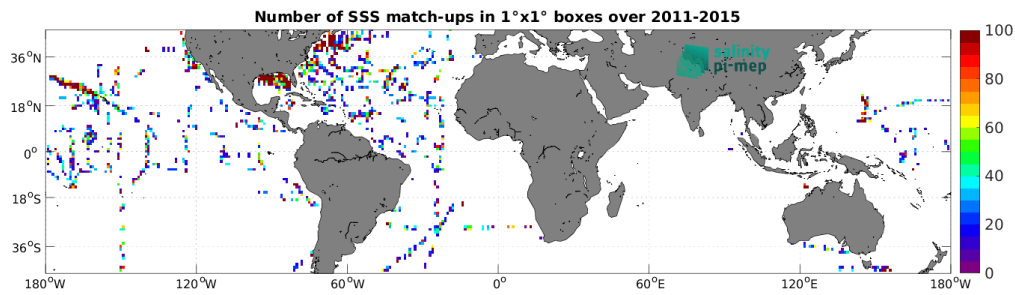 Number of SSS match-ups in 1°x1° boxes over 2011-2015
salinity
pi-mep
36°N
18°N
0°
18°S
36°S
180°W
120°W
60°W
0°
60°E
120°E
180°W
100
80
60
40
20
0